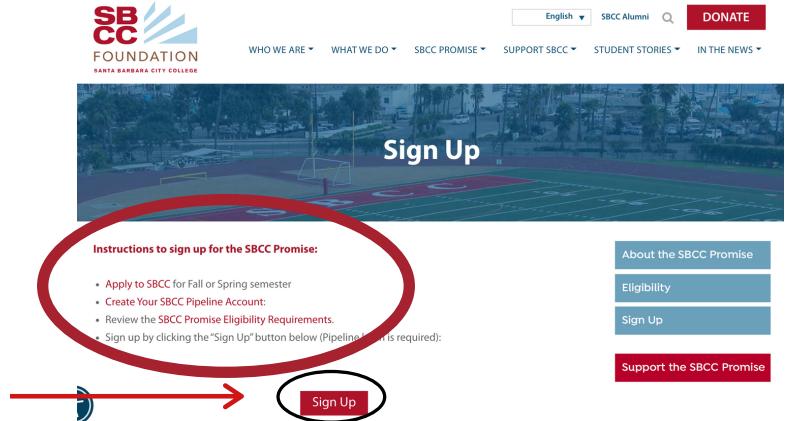 SB
CC
FOUNDATION
SANTA BARBARA CITY COLLEGE
English
SBCC Alumni
DONATE
WHO WE ARE
WHAT WE DO
SBCC PROMISE
SUPPORT SBCC
STUDENT STORIES
IN THE NEWS
Sign Up
SBCC
Instructions to sign up for the SBCC Promise:
• Apply to SBCC for Fall or Spring semester
• Create Your SBCC Pipeline Account:
• Review the SBCC Promise Eligibility Requirements.
• Sign up by clicking the "Sign Up" button below (Pipeline is required):
Sign Up
About the SBCC Promise
Eligibility
Sign Up
Support the SBCC Promise